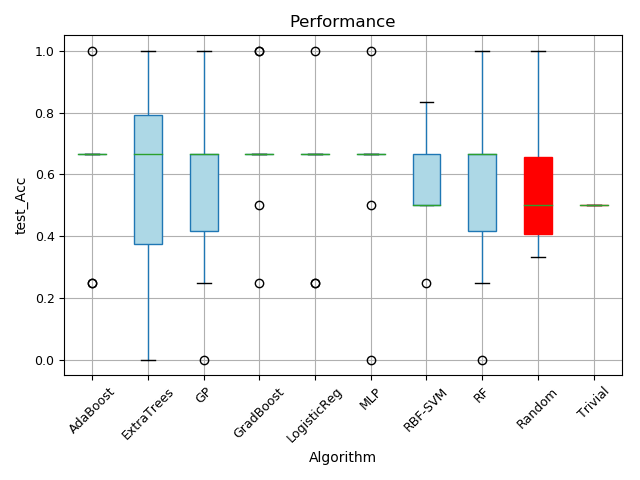 Performance
test_Acc
1.0
0.8
0.6
0.4
0.2
0.0
AdaBoost
ExtraTrees
GP
GradBoost
LogisticReg
MLP
RBF-SVM
RF
Random
Trivial
Algorithm